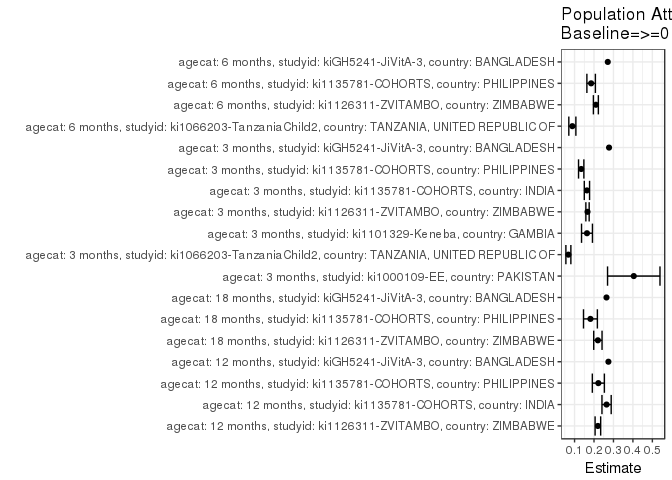 Population Att
Baseline=>=0
agecat: 6 months, studyid: kiGH5241-JiVitA-3, country: BANGLADESH
agecat: 6 months, studyid: ki1135781-COHORTS, country: PHILIPPINES
agecat: 6 months, studyid: ki1126311-ZVITAMBO, country: ZIMBABWE
agecat: 6 months, studyid: ki1066203-TanzaniaChild2, country: TANZANIA, UNITED REPUBLIC OF
agecat: 3 months, studyid: kiGH5241-JiVitA-3, country: BANGLADESH
agecat: 3 months, studyid: ki1135781-COHORTS, country: PHILIPPINES
agecat: 3 months, studyid: ki1135781-COHORTS, country: INDIA
agecat: 3 months, studyid: ki1126311-ZVITAMBO, country: ZIMBABWE
agecat: 3 months, studyid: ki1101329-Keneba, country: GAMBIA
agecat: 3 months, studyid: ki1066203-TanzaniaChild2, country: TANZANIA, UNITED REPUBLIC OF
agecat: 3 months, studyid: ki1000109-EE, country: PAKISTAN
agecat: 18 months, studyid: kiGH5241-JiVitA-3, country: BANGLADESH
agecat: 18 months, studyid: ki1135781-COHORTS, country: PHILIPPINES
agecat: 18 months, studyid: ki1126311-ZVITAMBO, country: ZIMBABWE
agecat: 12 months, studyid: kiGH5241-JiVitA-3, country: BANGLADESH
agecat: 12 months, studyid: ki1135781-COHORTS, country: PHILIPPINES
agecat: 12 months, studyid: ki1135781-COHORTS, country: INDIA
agecat: 12 months, studyid: ki1126311-ZVITAMBO, country: ZIMBABWE
0.1 0.2 0.3 0.4 0.5
Estimate